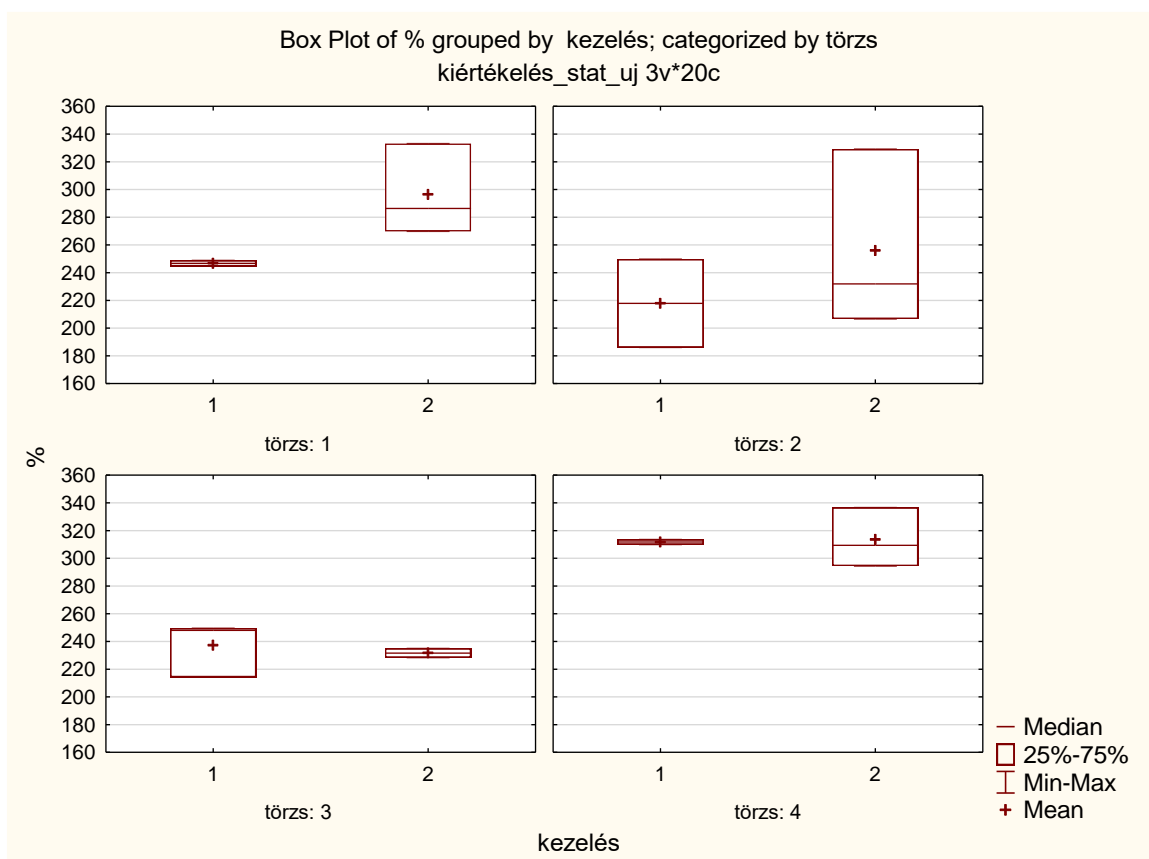 Box Plot of % grouped by  kezelés; categorized by törzs
kiértékelés_stat_uj 3v*20c
360
340
320
300
280
260
240
220
200
180
160
1 2
törzs: 1
1 2
törzs: 2
%
360
340
320
300
280
260
240
220
200
180
160
1 2
törzs: 3
1 2
törzs: 4
kezelés
Median
25%-75%
Min-Max
Mean